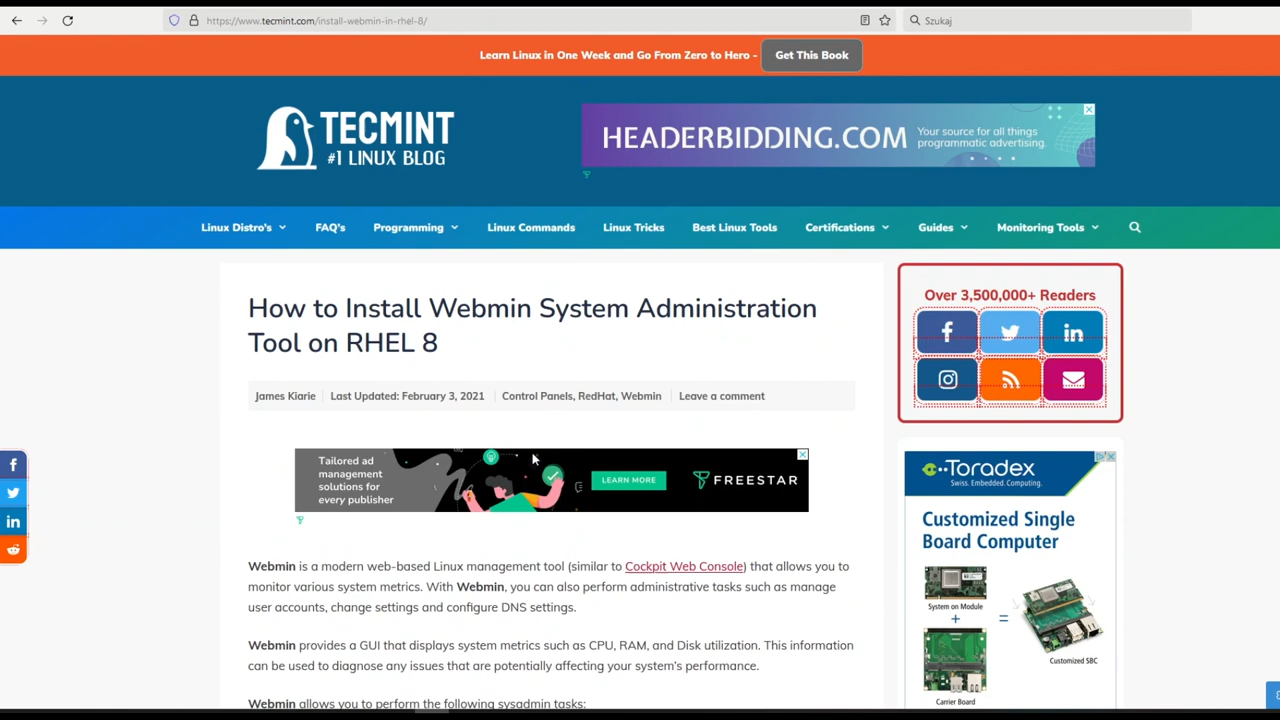 https://www.tecmint.com/install-webmin-in-rhel-8/
Szukaj
Learn Linux in One Week and Go From Zero to Hero -
Get This Book
TECMINT
#1 LINUX BLOG
HEADERBIDDING.COM
Your source for all things
programmatic advertising.
Linux Distro's
FAQ's
Programming
Linux Commands
Linux Tricks
Best Linux Tools
Certifications
Guides
Monitoring Tools
How to Install Webmin System Administration
Tool on RHEL 8
James Kiarie
Last Updated: February 3, 2021
Control Panels, RedHat, Webmin
Leave a comment
Tailored ad
management
solutions for
every publisher
LEARN MORE
FREESTAR
Webmin is a modern web-based Linux management tool (similar to Cockpit Web Console) that allows you to
monitor various system metrics. With Webmin, you can also perform administrative tasks such as manage
user accounts, change settings and configure DNS settings.
Webmin provides a GUI that displays system metrics such as CPU, RAM, and Disk utilization. This information
can be used to diagnose any issues that are potentially affecting your system's performance.
Webmin allows you to perform the following sysadmin tasks:
Over 3,500,000+ Readers
Toradex
Swiss. Embedded. Computing.
Customized Single
Board Computer
System on Module
+
=
Customized SBC
Carrier Board